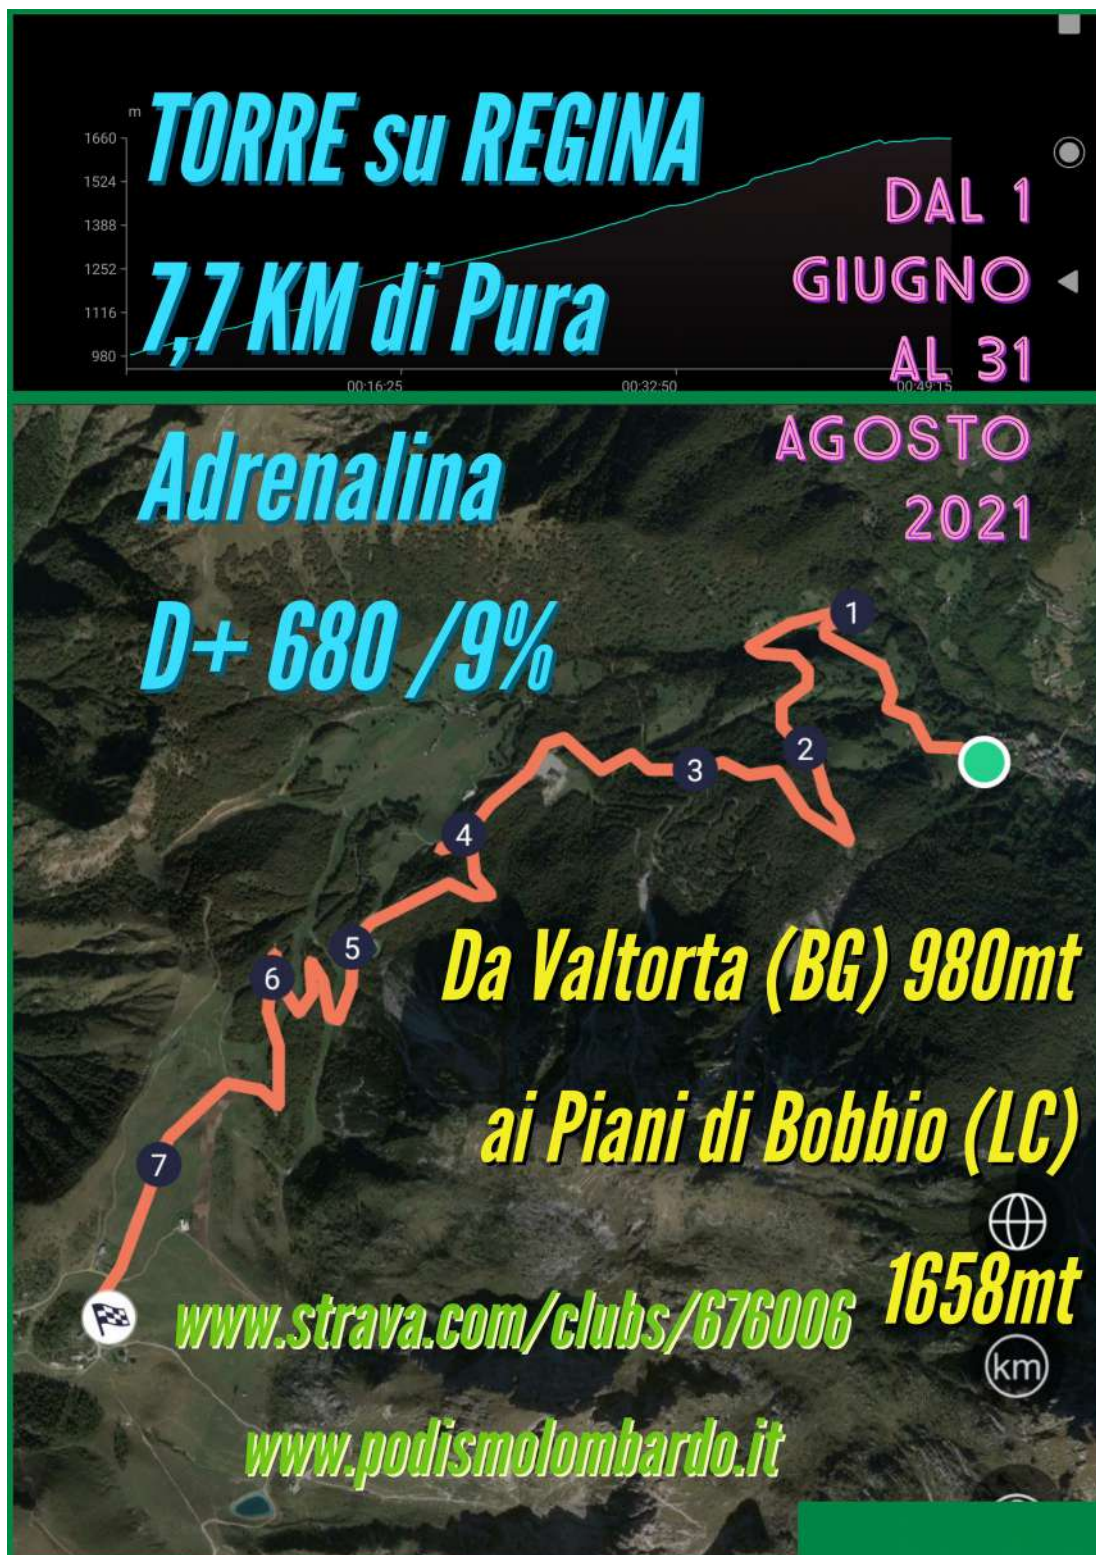 m
1660
1524
1388
1252
1116
980
00:16:25
00:32:50
00:49:15
TORRE su REGINA
7,7 KM di Pura
Adrenalina
D+ 680 /9%
DAL 1
GIUGNO
AL 31
AGOSTO
2021
1
2
3
4
5
6
7
Da Valtorta (BG) 980mt
ai Piani di Bobbio (LC)
1658mt
km
www.strava.com/clubs/676006
www.podismolombardo.it